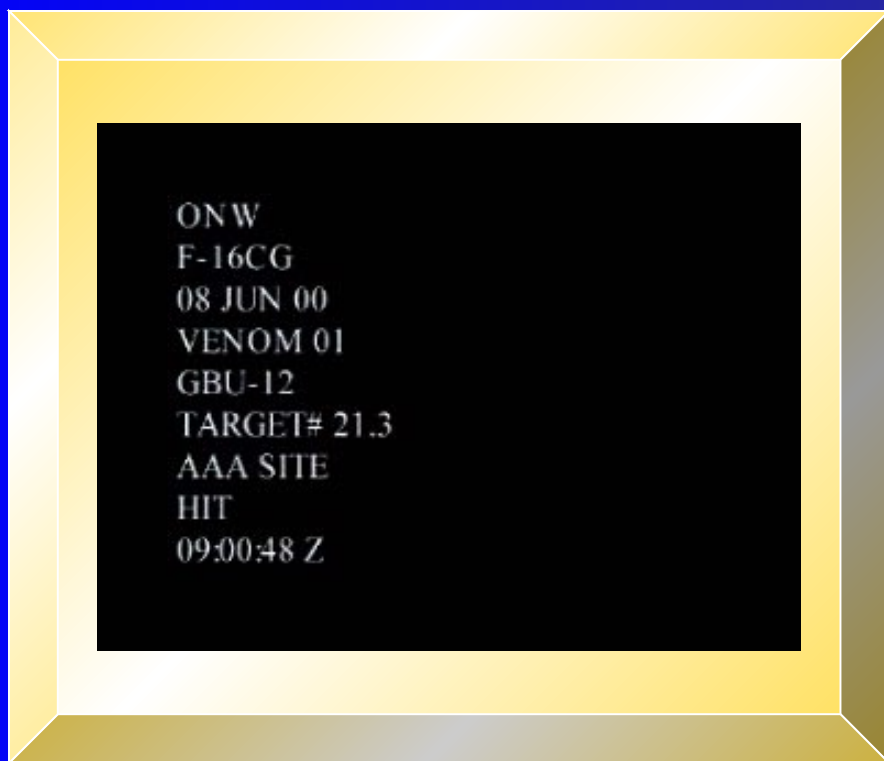 ONW
F-16CG
08 JUN 00
VENOM 01
GBU-12
TARGET# 21.3
AAA SITE
HIT
09:00:48 Z